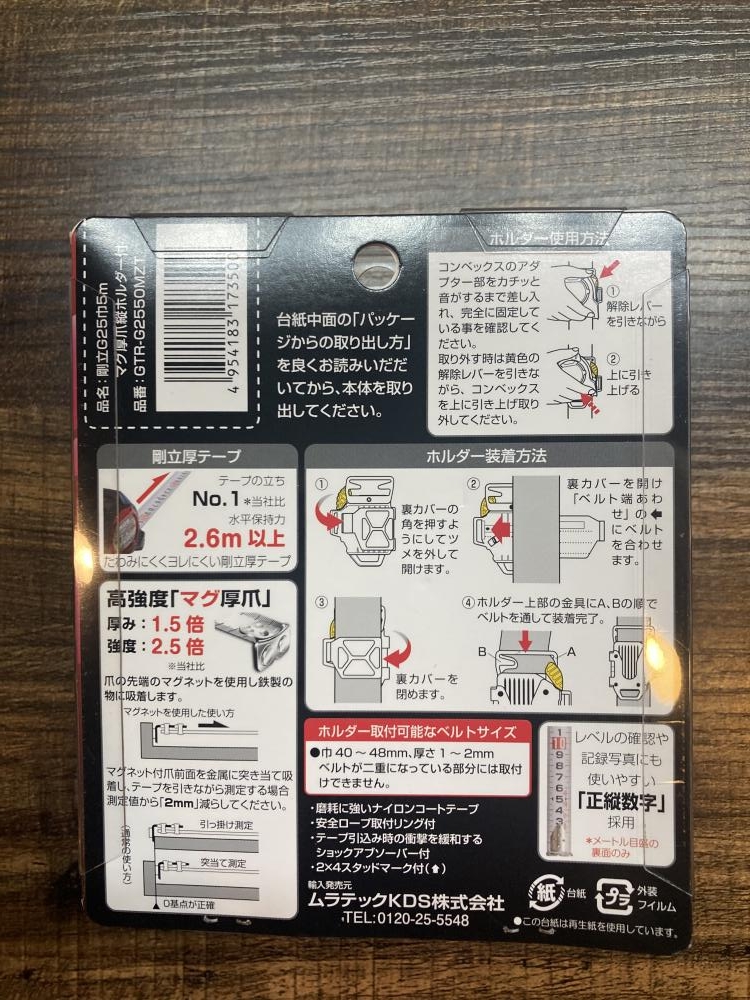 品名：剛立G25巾5m
マグ厚爪縦ホルダー付
品番：GTR-G2550MZT
4 954183 173500
台紙中面の「パッケー
ジからの取り出し方」
を良くお読みいだだ
いてから、本体を取り
出してください。
ホルダー使用方法
コンベックスのアダ
プター部をカチッと
音がするまで差し入
れ、完全に固定して
いる事を確認してく
ださい。
取り外す時は黄色の
解除レバーを引きな
がら、コンベックス
を上に引き上げ取り
外してください。
①
解除レバー
を引きながら
②
上に引き
上げる
剛立厚テープ
テープの立ち
No.1*当社比
水平保持力
2.6m以上
たわみにくくヨレにくい剛立厚テープ
高強度「マグ厚爪」
厚み：1.5倍
強度：2.5倍
※当社比
爪の先端のマグネットを使用し鉄製の
物に吸着します。
マグネットを使用した使い方
マグネット付爪前面を金属に突き当て吸
着し、テープを引きながら測定する場合
測定値から「2mm」減らしてください。
(通常の使い方)
引っ掛け測定
突当て測定
0基点が正確
ホルダー装着方法
①
裏カバーの
角を押すよ
うにしてツ
メを外して
開けます。
②
裏カバーを開け
「ベルト端あわ
せ」の⬅
にベルト
を合わせ
ます。
③
裏カバーを
閉めます。
④ホルダー上部の金具にA、Bの順で
ベルトを通して装着完了。
B
A
ホルダー取付可能なベルトサイズ
●巾40～48mm、厚さ1～2mm
ベルトが二重になっている部分には取付
けできません。
・磨耗に強いナイロンコートテープ
・安全ロープ取付リング付
・テープ引込み時の衝撃を緩和する
ショックアブソーバー付
・2×4スタッドマーク付(⬆)
1
10
9
8
7
6
5
4
3
レベルの確認や
記録写真にも
使いやすい
「正縦数字」
採用
*メートル目盛の
裏面のみ
輸入発売元
ムラテックKDS株式会社
TEL:0120-25-5548
紙
台紙
プラ
外装
フイルム
●この台紙は再生紙を使用しています。